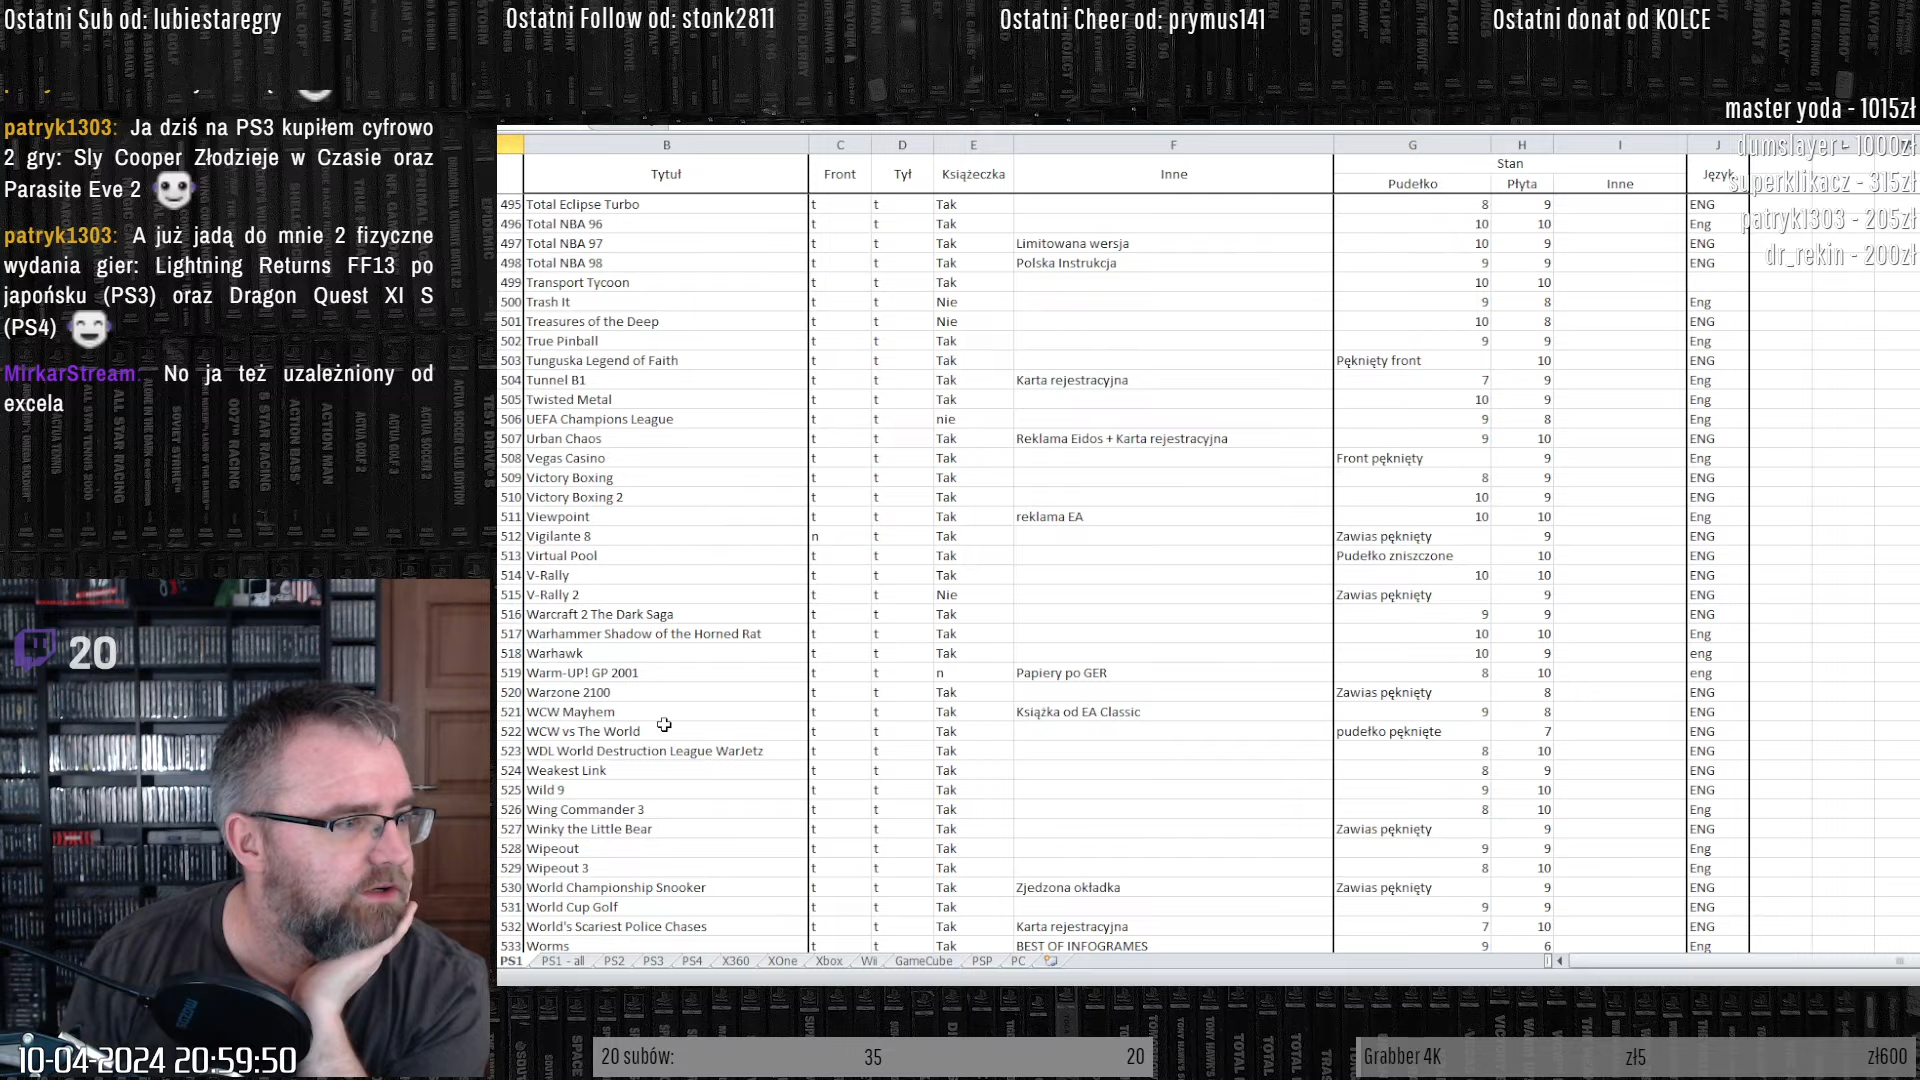 Ostatni Sub od: lubiestaregry
Ostatni Follow od: stonk2811
Ostatni Cheer od: prymus141
Ostatni donat od KOLCE
master yoda - 1015zł
dumslayer - 1000zł
superklikacz - 315zł
patryk1303 - 205zł
dr_rekin - 200zł
patryk1303: Ja dziś na PS3 kupiłem cyfrowo
2 gry: Sly Cooper Złodzieje w Czasie oraz
Parasite Eve 2
patryk1303: A już jadą do mnie 2 fizyczne
wydania gier: Lightning Returns FF13 po
japońsku (PS3) oraz Dragon Quest XI S
(PS4)
MirkarStream: No ja też uzależniony od
excela
20
10-04-2024 20:59:50
B C D E F G H I J
Stan
Tytuł Front Tył Książeczka Inne Pudełko Płyta Inne Język
495 Total Eclipse Turbo t t Tak 8 9 ENG
496 Total NBA 96 t t Tak 10 10 Eng
497 Total NBA 97 t t Tak Limitowana wersja 10 9 ENG
498 Total NBA 98 t t Tak Polska Instrukcja 9 9 ENG
499 Transport Tycoon t t Tak 10 10
500 Trash It t t Nie 9 8 Eng
501 Treasures of the Deep t t Nie 10 8 ENG
502 True Pinball t t Tak 9 9 Eng
503 Tunguska Legend of Faith t t Tak Pęknięty front 10 ENG
504 Tunnel B1 t t Tak Karta rejestracyjna 7 9 Eng
505 Twisted Metal t t Tak 10 9 Eng
506 UEFA Champions League t t nie 9 8 Eng
507 Urban Chaos t t Tak Reklama Eidos + Karta rejestracyjna 9 10 Eng
508 Vegas Casino t t Tak Front pęknięty 9 Eng
509 Victory Boxing t t Tak 8 9 ENG
510 Victory Boxing 2 t t Tak 10 9 ENG
511 Viewpoint t t Tak reklama EA 10 10 Eng
512 Vigilante 8 n t Tak Zawias pęknięty 9 ENG
513 Virtual Pool t t Tak Pudełko zniszczone 10 ENG
514 V-Rally t t Tak 10 10 ENG
515 V-Rally 2 t t Nie Zawias pęknięty 9 ENG
516 Warcraft 2 The Dark Saga t t Tak 9 9 ENG
517 Warhammer Shadow of the Horned Rat t t Tak 10 10 Eng
518 Warhawk t t Tak 10 9 eng
519 Warm-UP! GP 2001 t t n Papiery po GER 8 10 eng
520 Warzone 2100 t t Tak Zawias pęknięty 8 ENG
521 WCW Mayhem t t Tak Książka od EA Classic 9 8 ENG
522 WCW vs The World t t Tak pudełko pęknięte 7 ENG
523 WDL World Destruction League WarJetz t t Tak 8 10 ENG
524 Weakest Link t t Tak 8 9 ENG
525 Wild 9 t t Tak 9 10 ENG
526 Wing Commander 3 t t Tak 8 10 Eng
527 Winky the Little Bear t t Tak Zawias pęknięty 9 ENG
528 Wipeout t t Tak 9 9 Eng
529 Wipeout 3 t t Tak 8 10 Eng
530 World Championship Snooker t t Tak Zjedzona okładka Zawias pęknięty 9 ENG
531 World Cup Golf t t Tak 9 9 ENG
532 World's Scariest Police Chases t t Tak Karta rejestracyjna 7 10 ENG
533 Worms t t Tak BEST OF INFOGRAMES 9 6 Eng
PS1 PS1 - all PS2 PS3 PS4 X360 XOne Xbox Wii GameCube PSP PC
20 subów: 35 20
Grabber 4K zł5 zł600